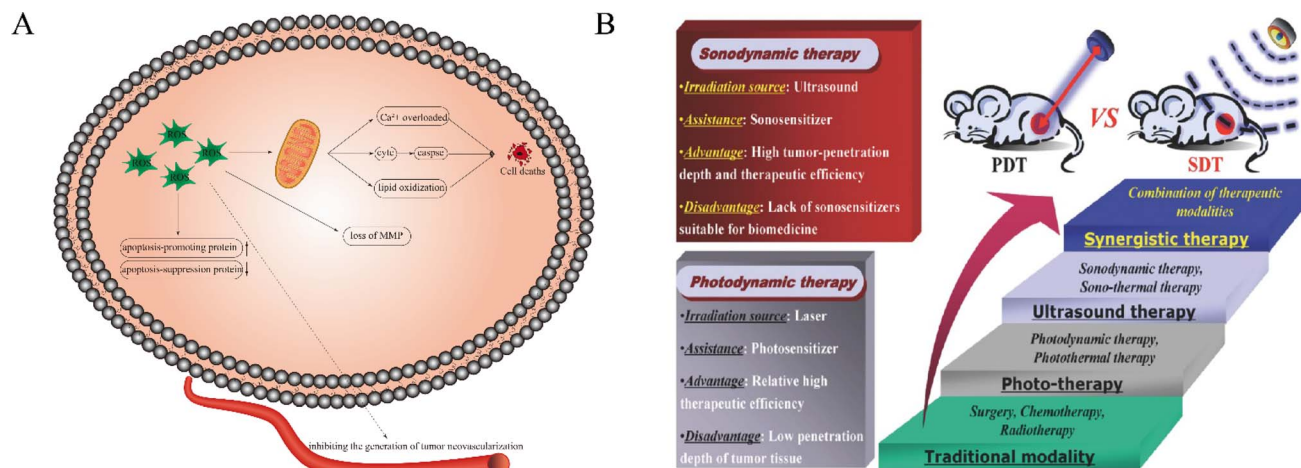 A
ROS
ROS
ROS
ROS
Ca²⁺ overloaded
cytc
caspse
lipid oxidization
Cell deaths
loss of MMP
apoptosis-promoting protein
apoptosis-suppression protein
inhibiting the generation of tumor neovascularization
B
Sonodynamic therapy
•Irradiation source: Ultrasound
•Assistance: Sonosensitizer
•Advantage: High tumor-penetration
depth and therapeutic efficiency
•Disadvantage: Lack of sonosensitizers
suitable for biomedicine
Photodynamic therapy
•Irradiation source: Laser
•Assistance: Photosensitizer
•Advantage: Relative high
therapeutic efficiency
•Disadvantage: Low penetration
depth of tumor tissue
PDT
VS
SDT
Combination of therapeutic
modalities
Synergistic therapy
Sonodynamic therapy,
Sono-thermal therapy
Ultrasound therapy
Photodynamic therapy,
Photothermal therapy
Photo-therapy
Surgery, Chemotherapy,
Radiotherapy
Traditional modality